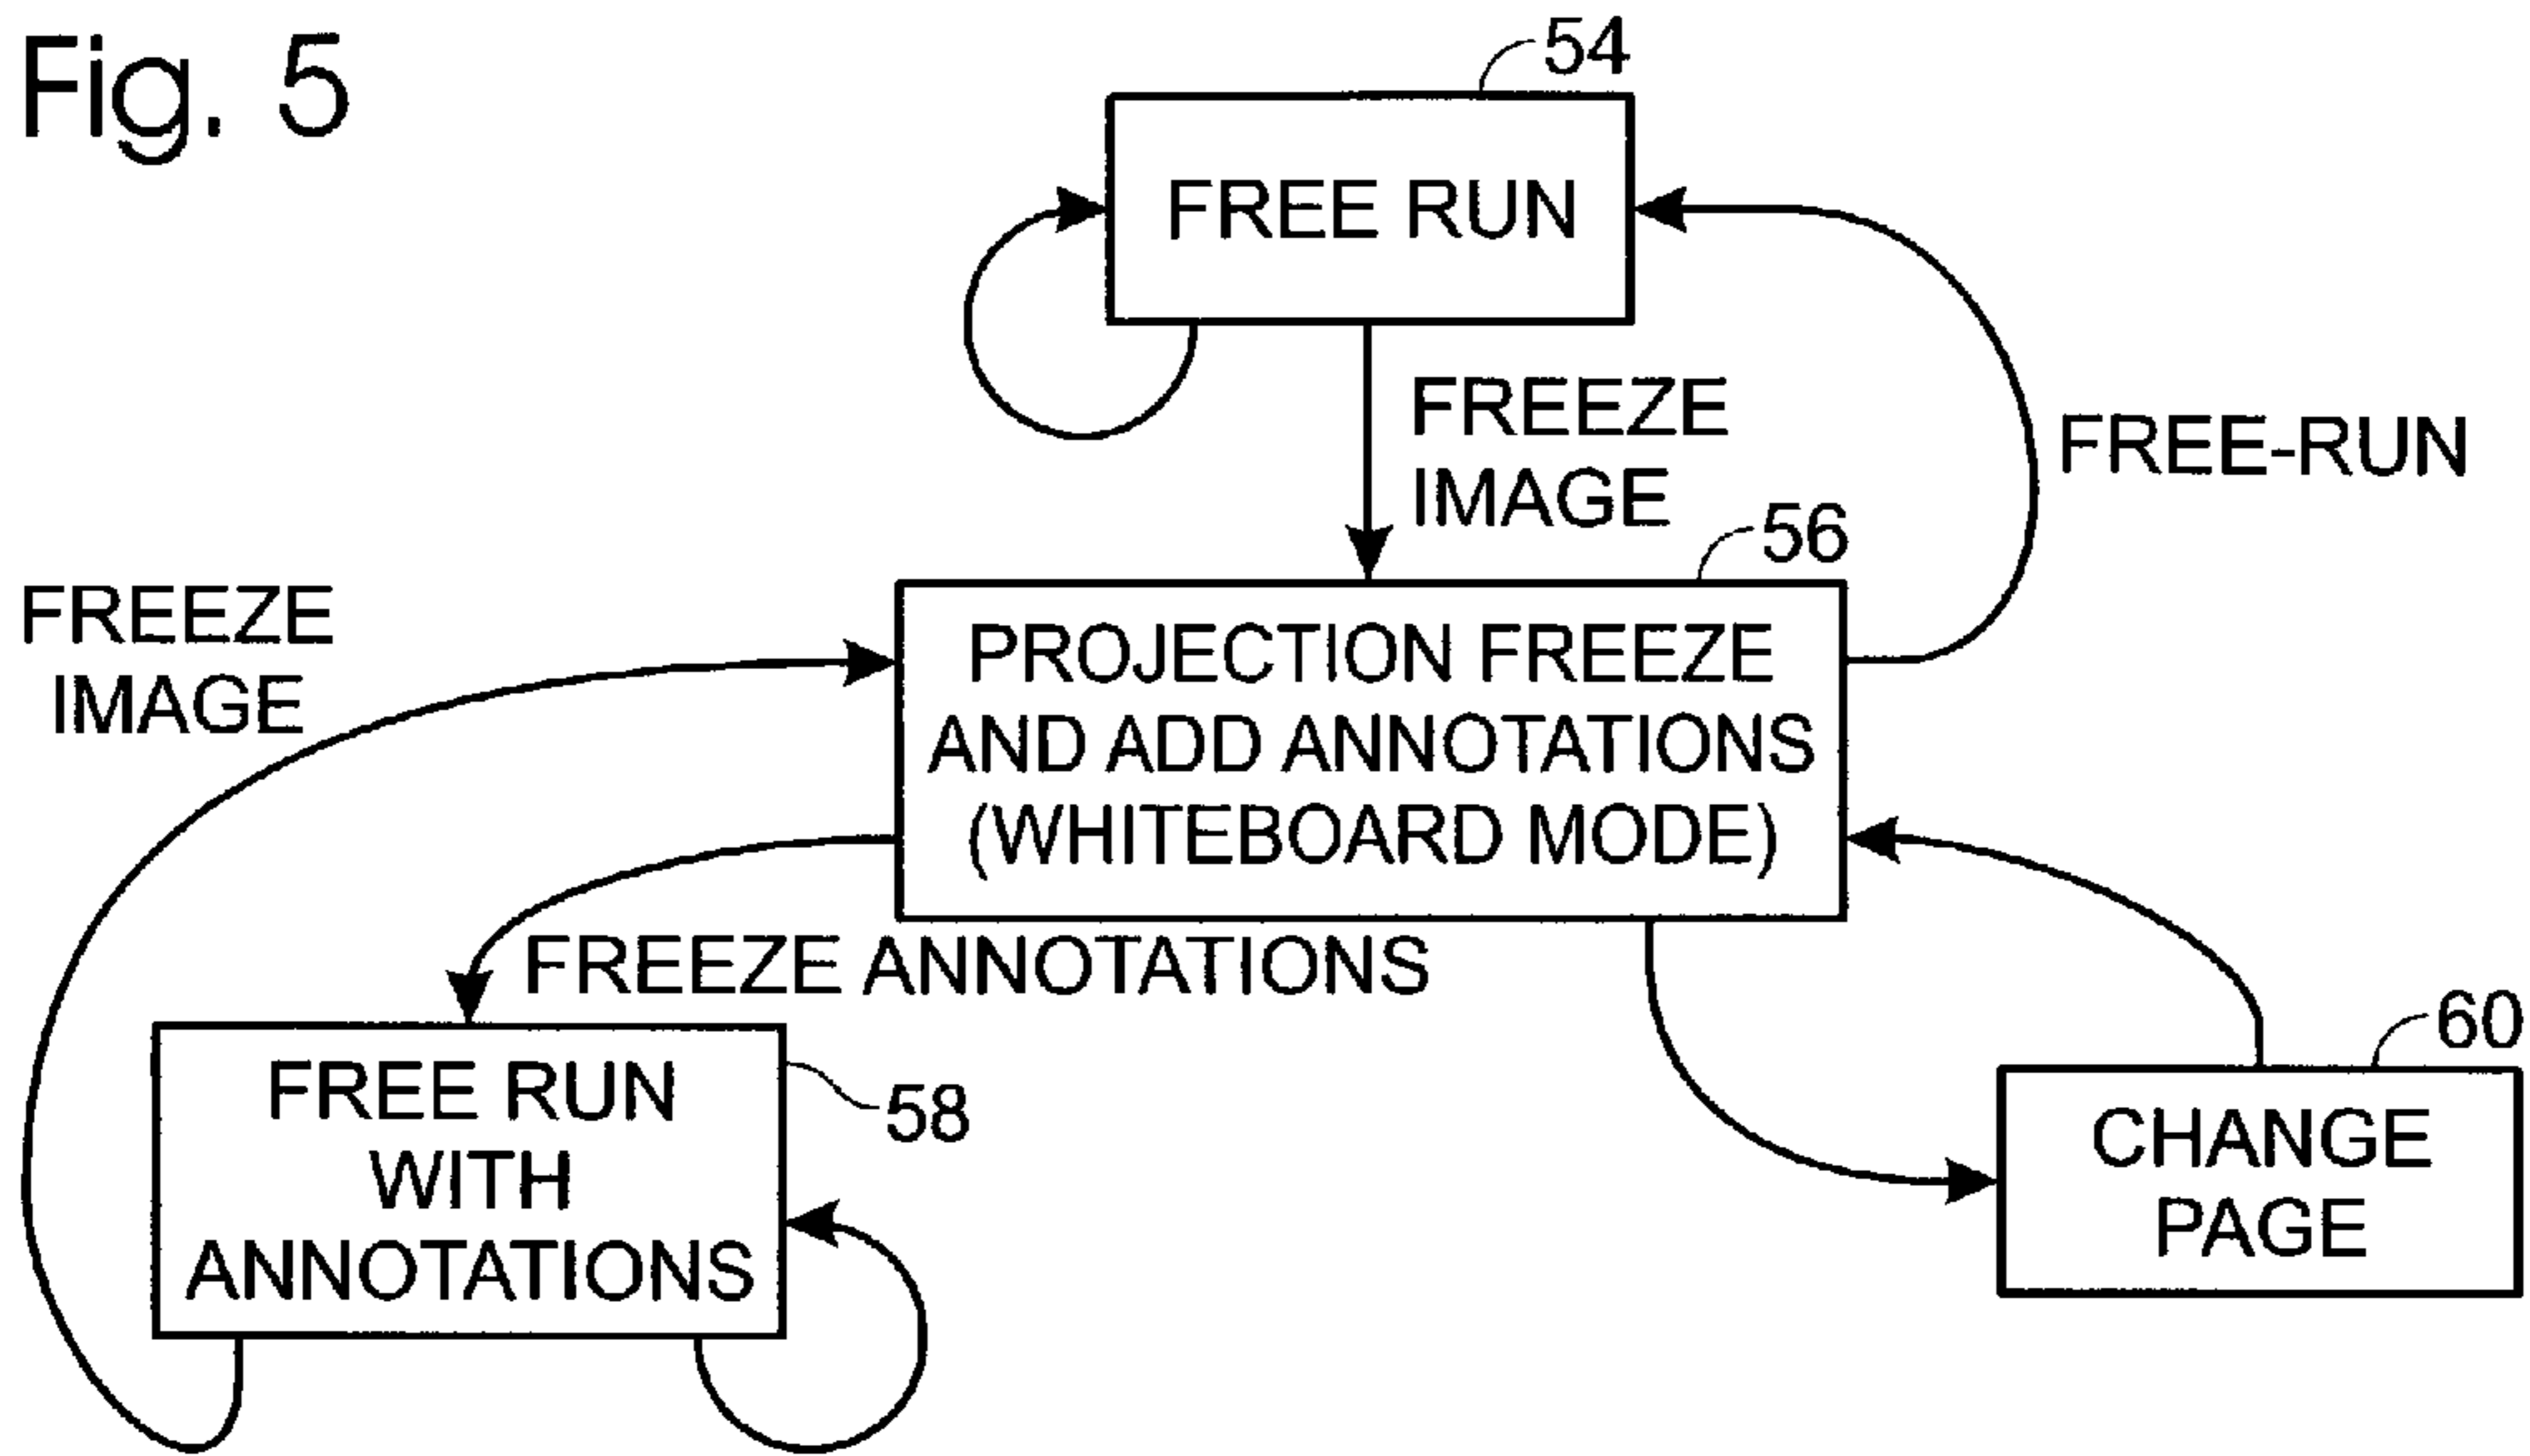 Fig. 5
54
FREE RUN
FREEZE
IMAGE
FREE-RUN
56
FREEZE
IMAGE
PROJECTION FREEZE
AND ADD ANNOTATIONS
(WHITEBOARD MODE)
FREEZE ANNOTATIONS
58
FREE RUN
WITH
ANNOTATIONS
60
CHANGE
PAGE